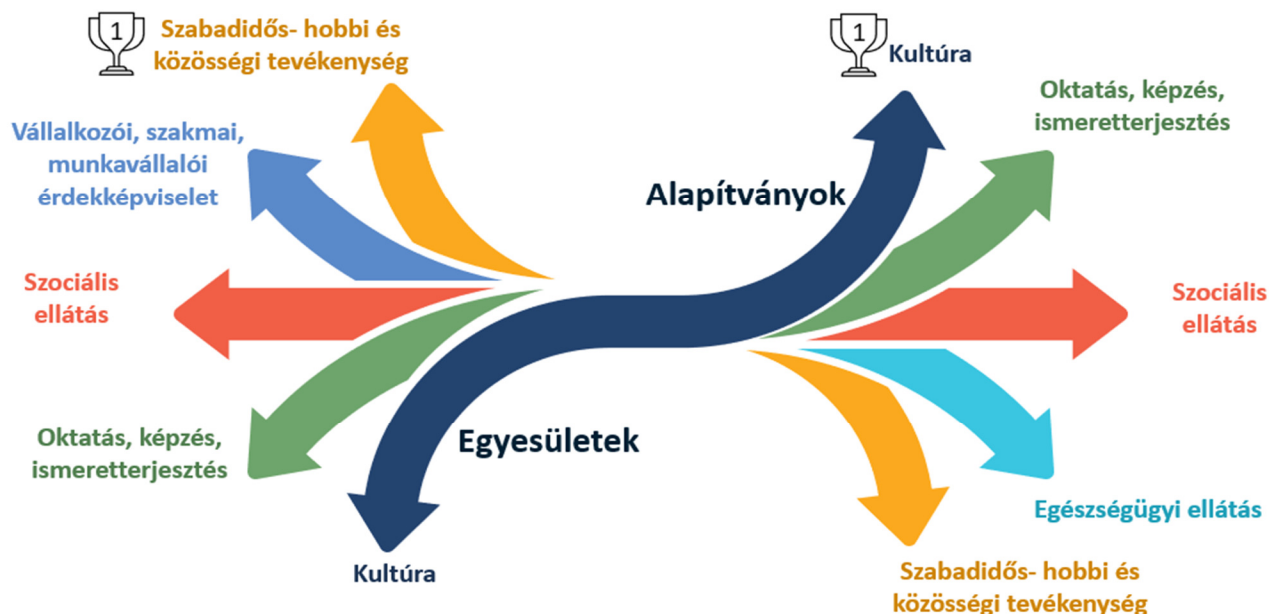 1
Szabadidős- hobbi és
közösségi tevékenység
Vállalkozói, szakmai,
munkavállalói
érdekképviselet
Szociális
ellátás
Oktatás, képzés,
ismeretterjesztés
Kultúra
Egyesületek
Alapítványok
1
Kultúra
Oktatás, képzés,
ismeretterjesztés
Szociális
ellátás
Egészségügyi ellátás
Szabadidős- hobbi és
közösségi tevékenység